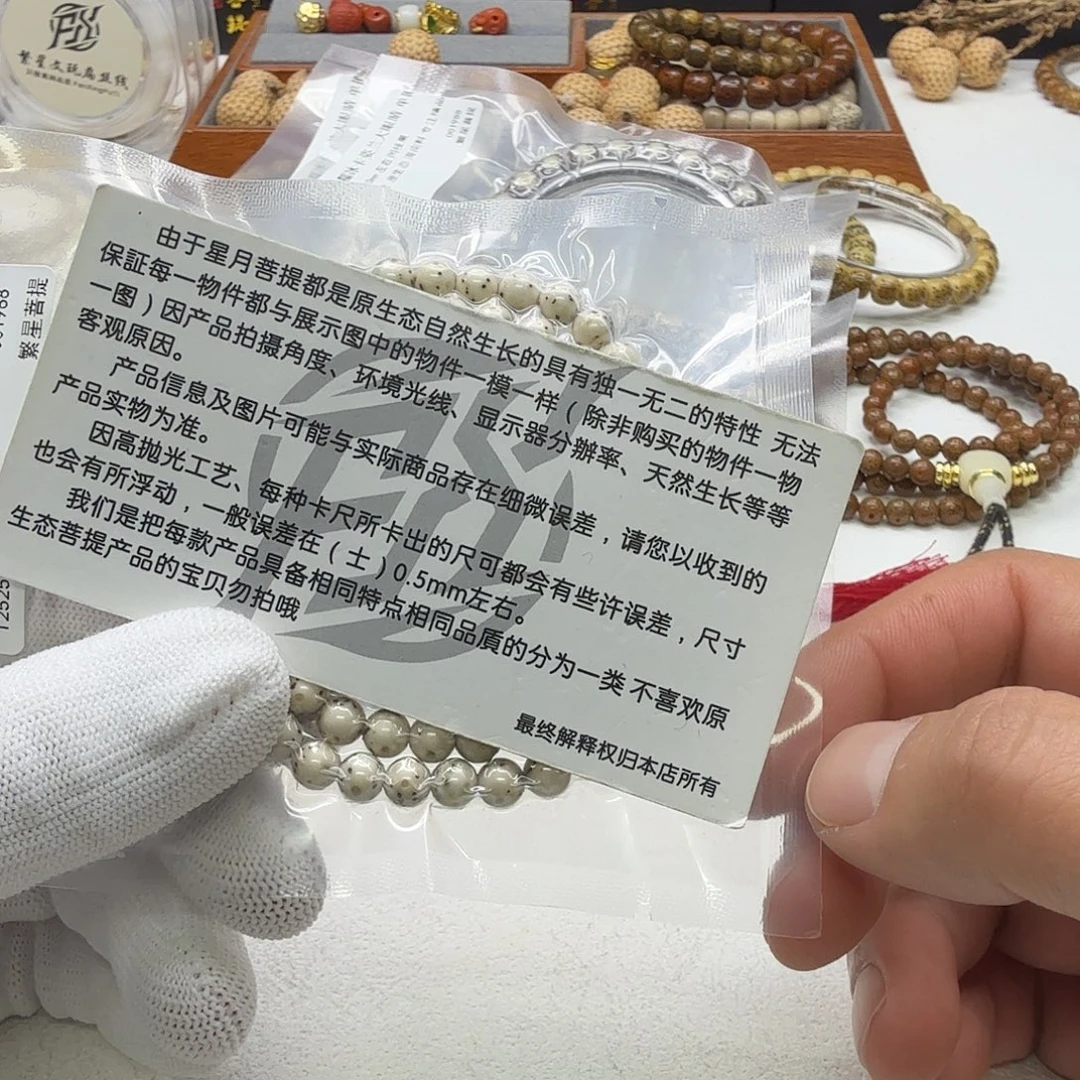 繁星文玩扁丝线
由于星月菩提都是原生态自然生长的具有独一无二的特性 无法
保証每一物件都与展示图中的物件一模一样（除非购买的物件一物
一图）因产品拍摄角度、环境光线、显示器分辨率、天然生长等等
客观原因。
产品信息及图片可能与实际商品存在细微误差，请您以收到的
产品实物为准。
因高抛光工艺、每种卡尺所卡出的尺可都会有些许误差，尺寸
也会有所浮动，一般误差在（士）0.5mm左右。
我们是把每款产品具备相同特点相同品質的分为一类 不喜欢原
生态菩提产品的宝贝勿拍哦
最终解释权归本店所有
繁星菩提